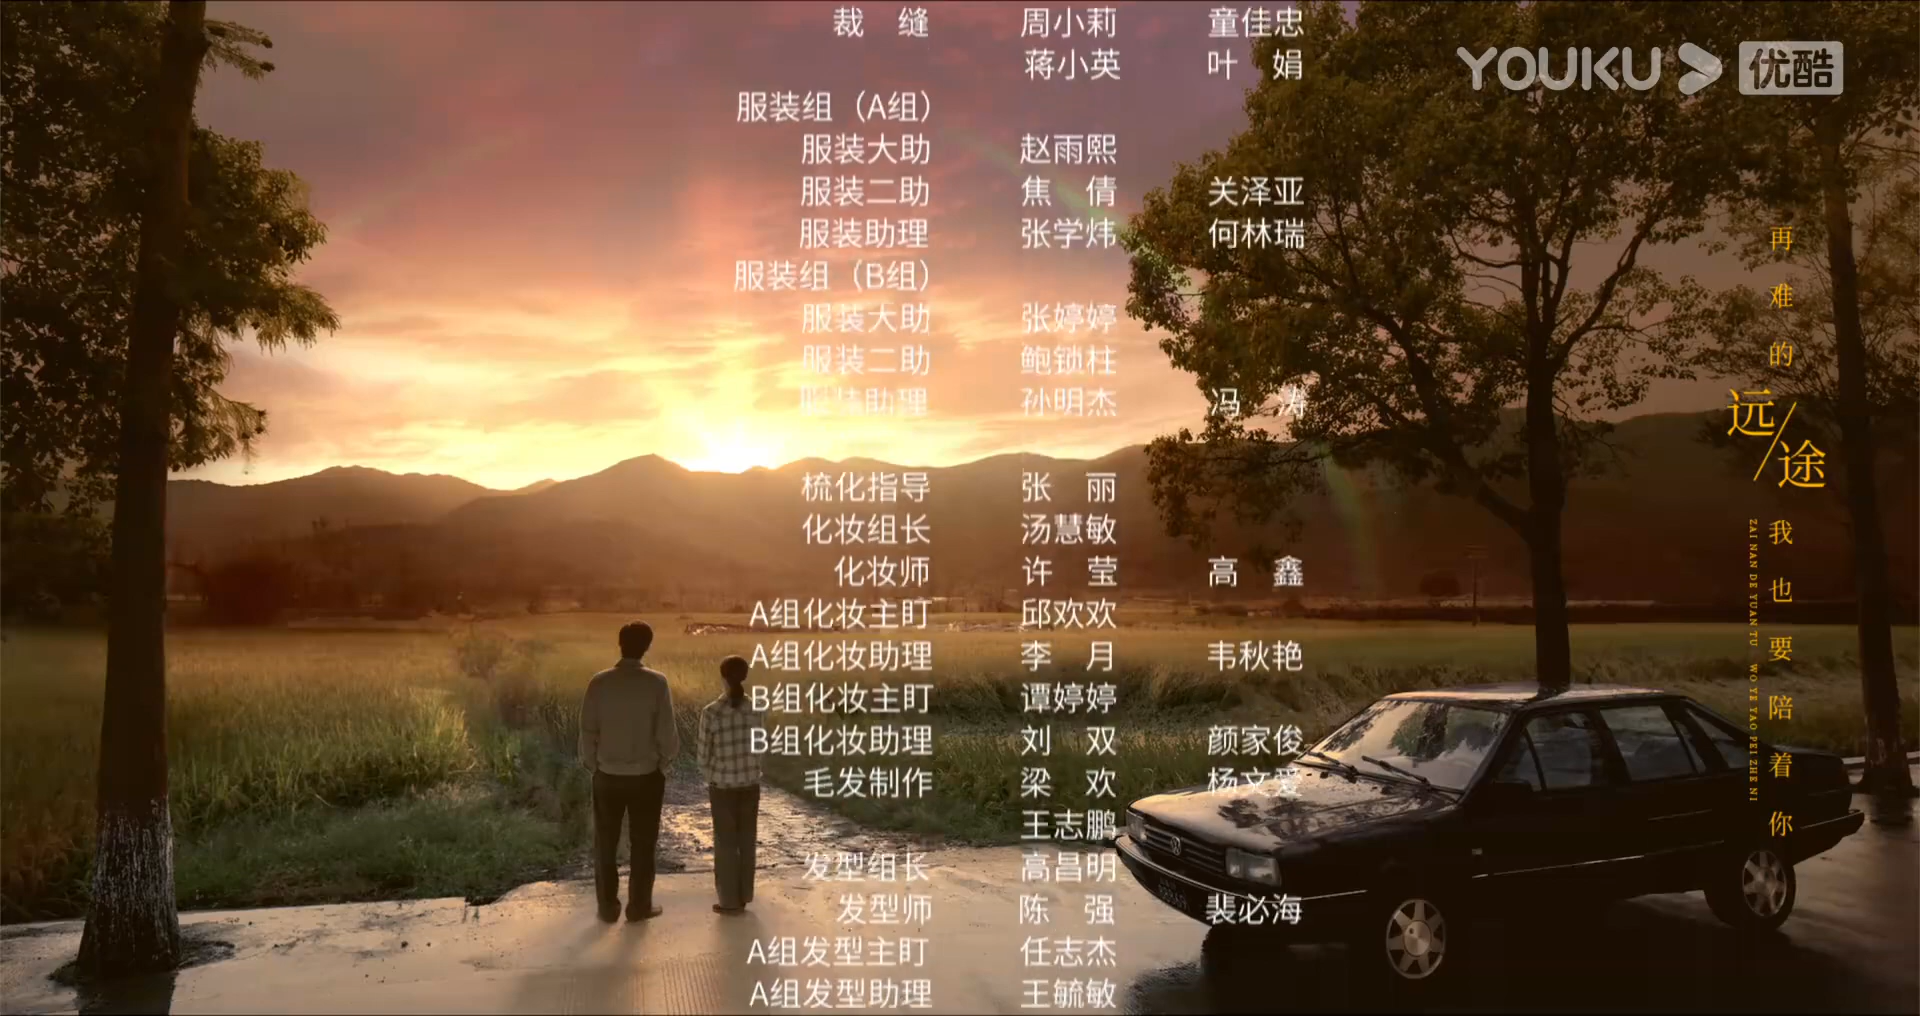 裁 缝 周小莉 童佳忠
蒋小英 叶 娟
服装组（A组）
服装大助 赵雨熙
服装二助 焦 倩 关泽亚
服装助理 张学炜 何林瑞
服装组（B组）
服装大助 张婷婷
服装二助 鲍锁柱
服装助理 孙明杰 冯 涛
梳化指导 张 丽
化妆组长 汤慧敏
化妆师 许 莹 高 鑫
A组化妆主盯 邱欢欢
A组化妆助理 李 月 韦秋艳
B组化妆主盯 谭婷婷
B组化妆助理 刘 双 颜家俊
毛发制作 梁 欢 杨文爱
王志鹏
发型组长 高昌明
发型师 陈 强 裴必海
A组发型主盯 任志杰
A组发型助理 王毓敏
YOUKU 优酷
再难的远/途我也要陪着你
ZAI NAN DE YUAN TU WO YE YAO PEI ZHE NI